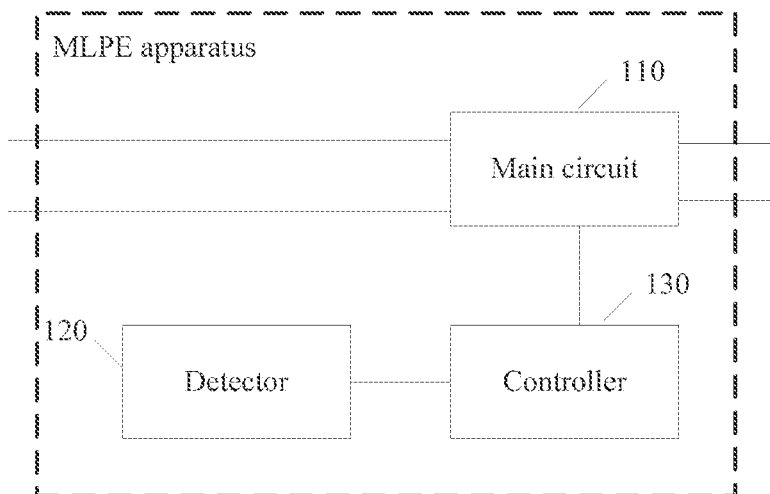 MLPE apparatus
110
Main circuit
130
120
Detector
Controller